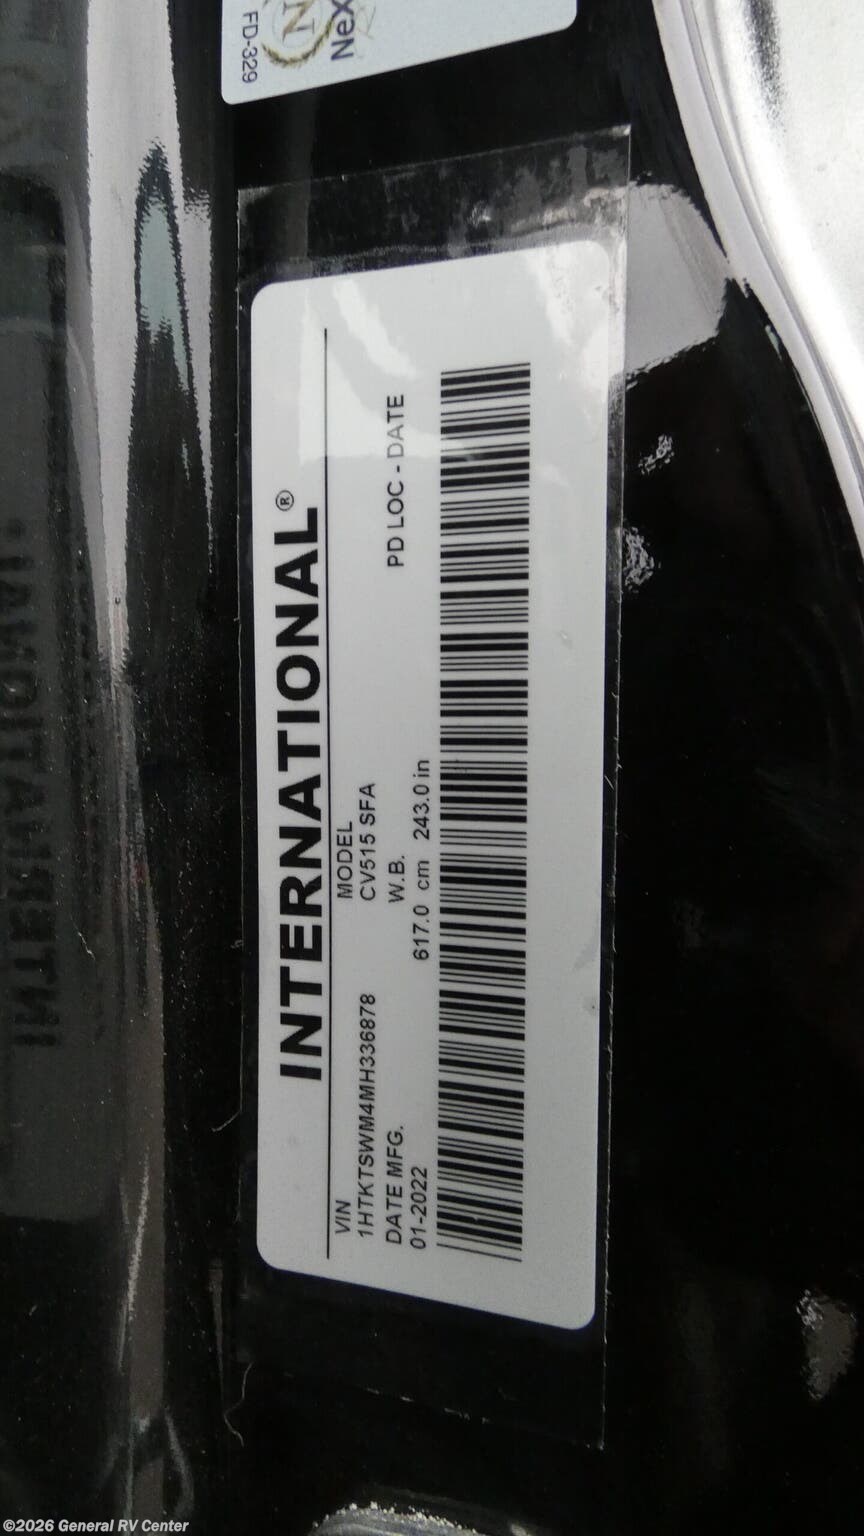 FD-329
N
Nex
INTERNATIONAL®
VIN
1HTKTSWM4MH336878
DATE MFG.
01-2022
MODEL
CV515 SFA
W.B.
617.0 cm 243.0 in
PD LOC - DATE
©2026 General RV Center